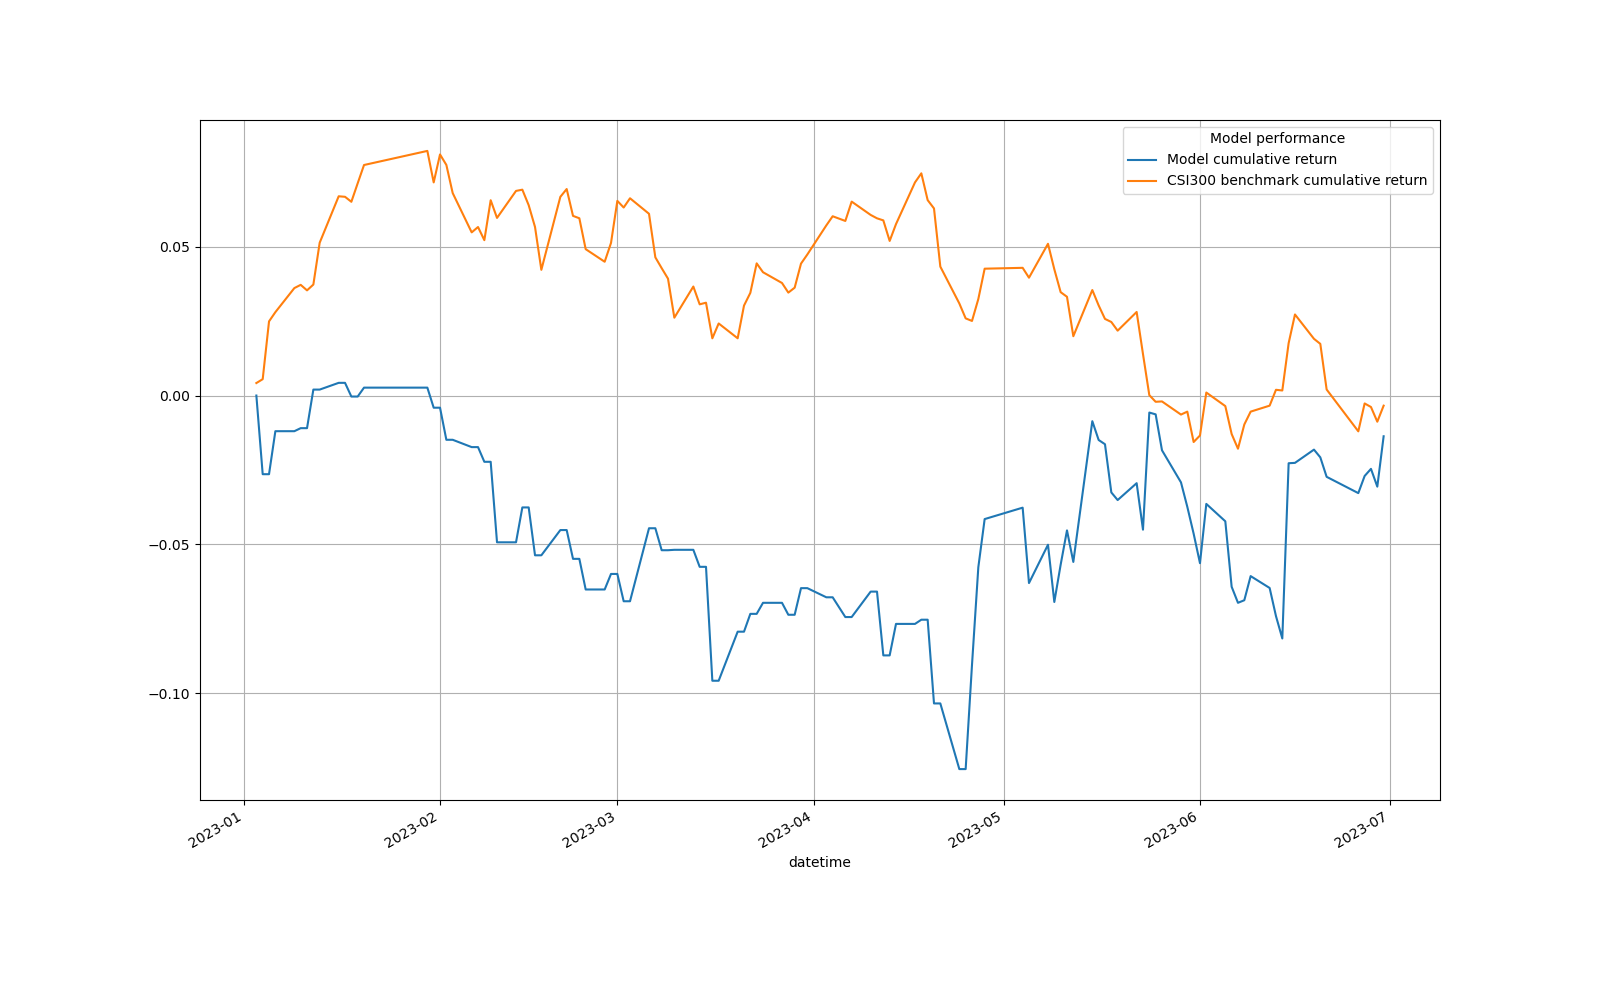 Model performance
Model cumulative return
CSI300 benchmark cumulative return
0.05
0.00
−0.05
−0.10
2023-01
2023-02
2023-03
2023-04
2023-05
2023-06
2023-07
datetime